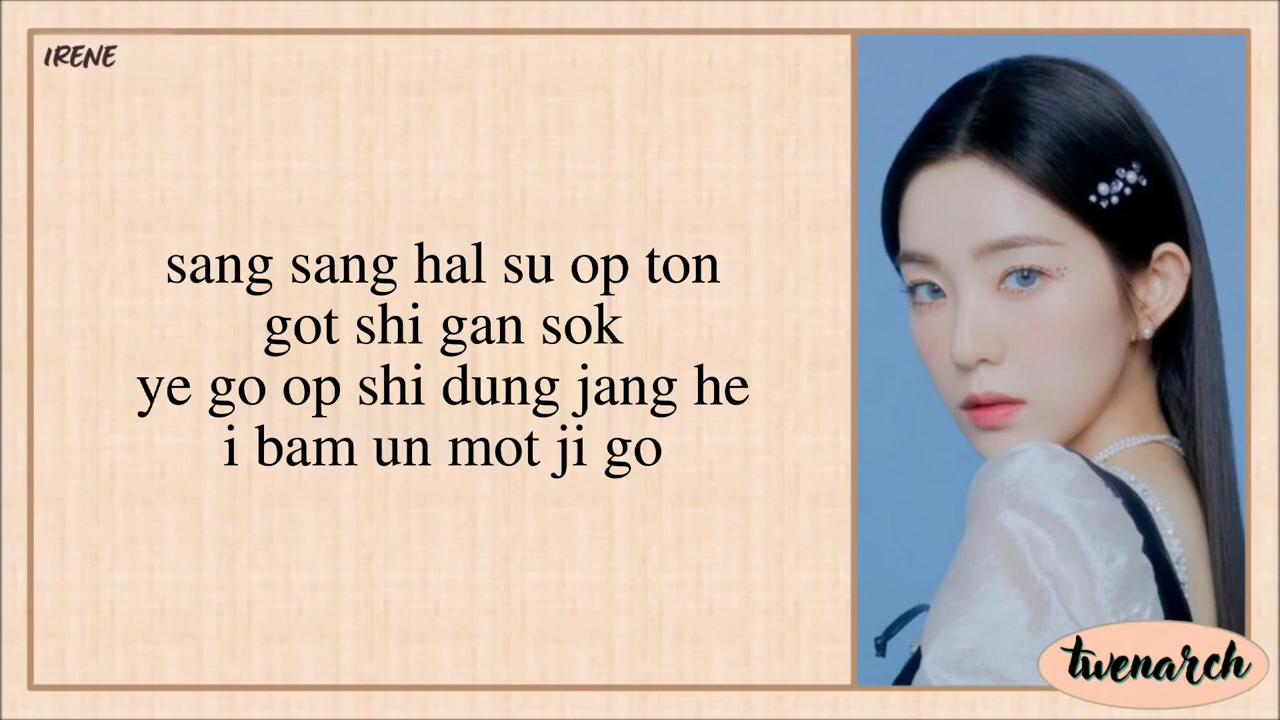 IRENE
sang sang hal su op ton
got shi gan sok
ye go op shi dung jang he
i bam un mot ji go
twenarch